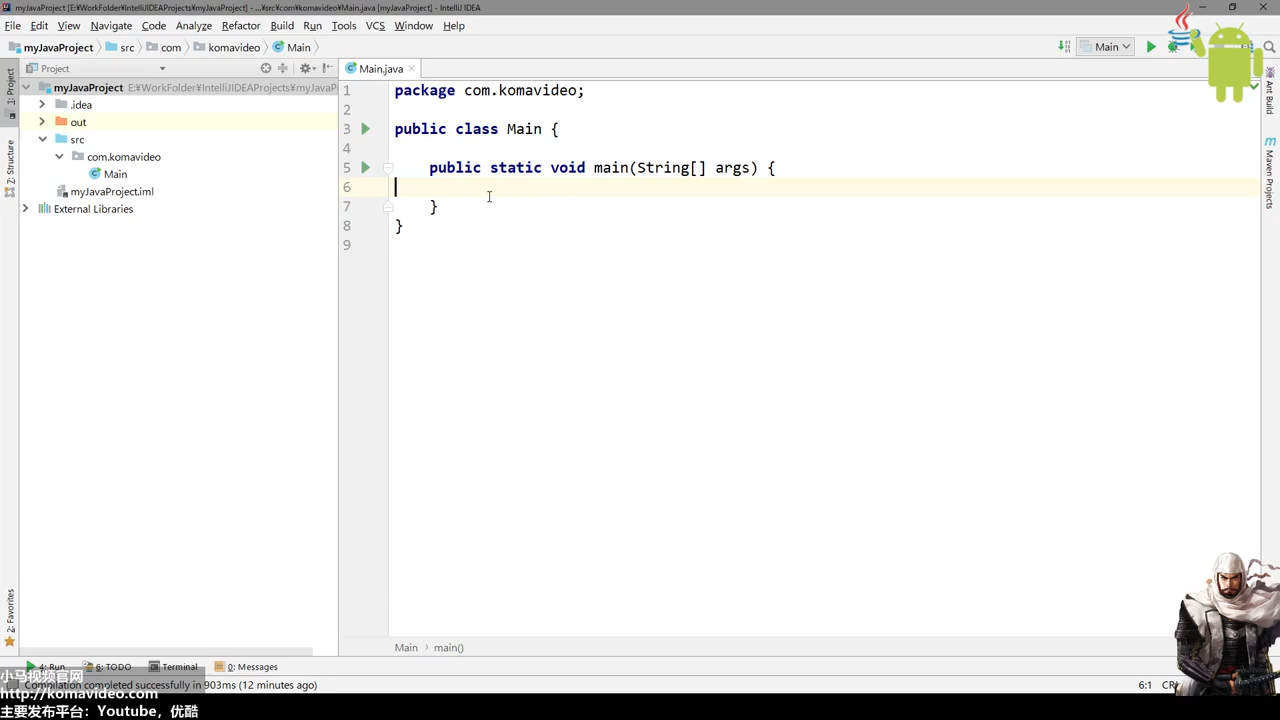 myJavaProject [E:¥WorkFolder¥IntelliJIDEAProjects¥myJavaProject] - ...¥src¥com¥komavideo¥Main.java [myJavaProject] - IntelliJ IDEA
File Edit View Navigate Code Analyze Refactor Build Run Tools VCS Window Help
myJavaProject src com komavideo Main
Main
Project
Main.java
1: Project
Z: Structure
2: Favorites
myJavaProject E:¥WorkFolder¥IntelliJIDEAProjects¥myJavaP
.idea
out
src
com.komavideo
Main
myJavaProject.iml
External Libraries
1 package com.komavideo;
2
3 public class Main {
4
5 public static void main(String[] args) {
6
7 }
8 }
9
Ant Build
Maven Projects
Main › main()
4: Run 6: TODO Terminal 0: Messages
Compilation completed successfully in 903ms (12 minutes ago)
6:1
小马视频官网
http://komavideo.com
主要发布平台：Youtube，优酷